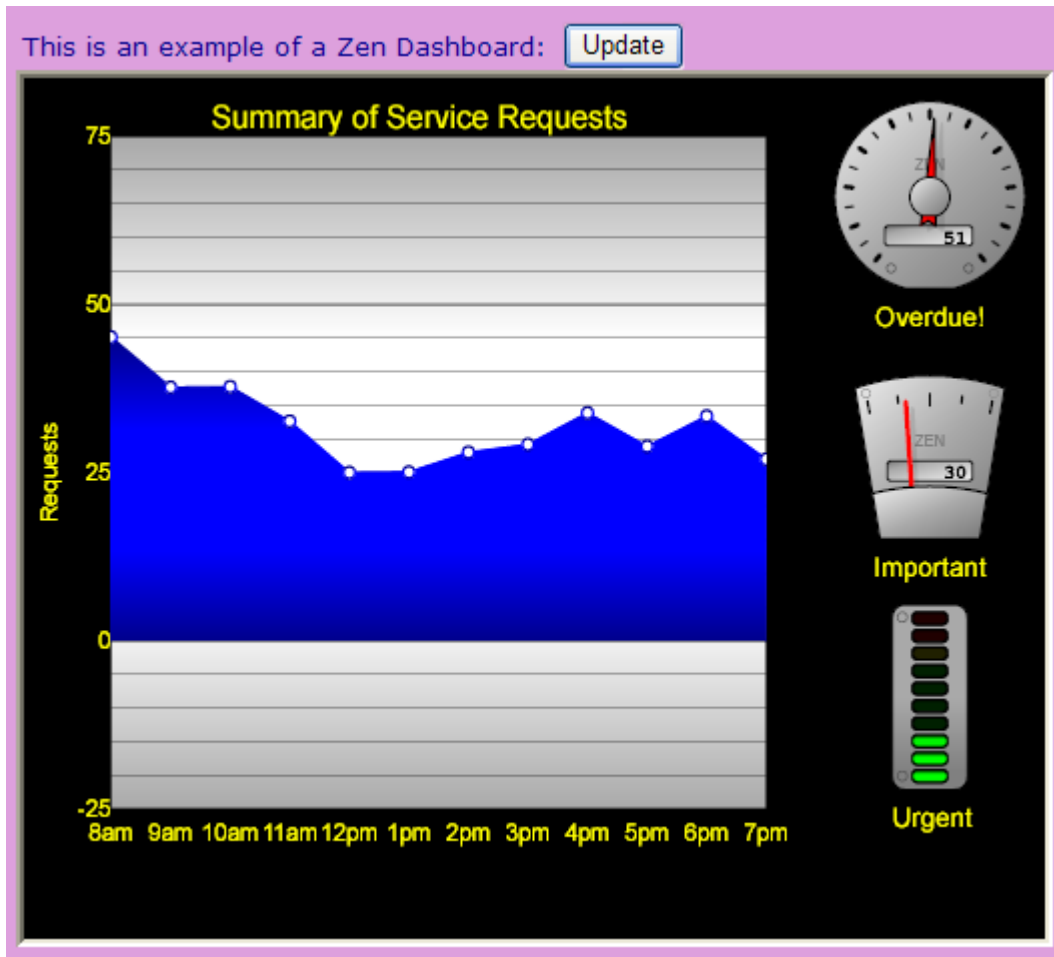 This is an example of a Zen Dashboard: Update
Summary of Service Requests
75
50
25
0
-25
Requests
8am 9am 10am 11am 12pm 1pm 2pm 3pm 4pm 5pm 6pm 7pm
ZEN
51
Overdue!
ZEN
30
Important
Urgent